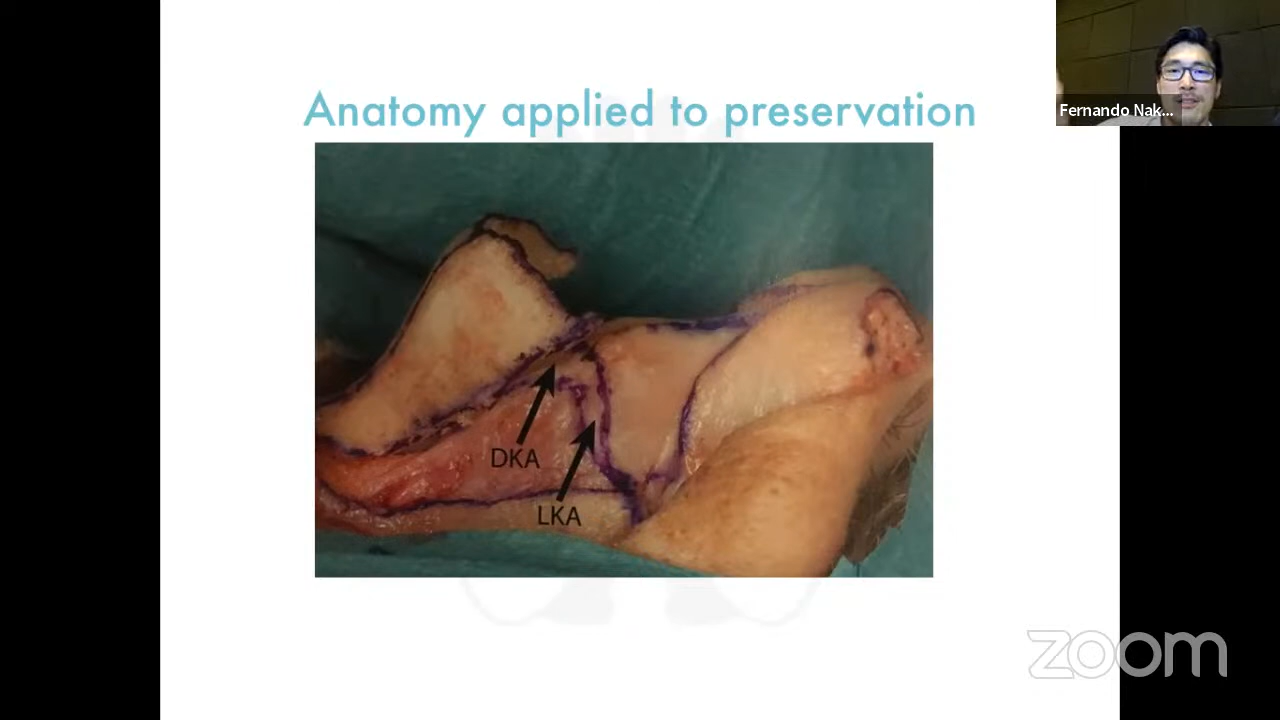 Anatomy applied to preservation
Fernando Nak...
DKA
LKA
zoom